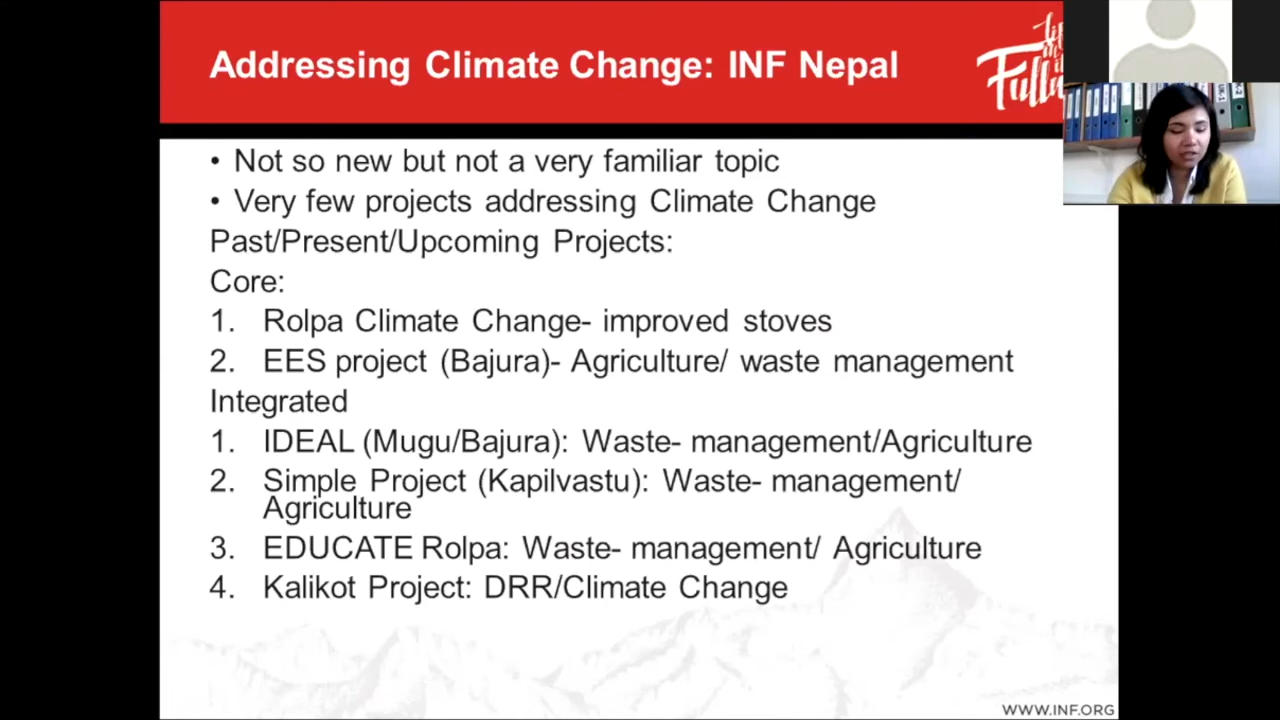 Addressing Climate Change: INF Nepal
• Not so new but not a very familiar topic
• Very few projects addressing Climate Change
Past/Present/Upcoming Projects:
Core:
1. Rolpa Climate Change- improved stoves
2. EES project (Bajura)- Agriculture/ waste management
Integrated
1. IDEAL (Mugu/Bajura): Waste- management/Agriculture
2. Simple Project (Kapilvastu): Waste- management/
Agriculture
3. EDUCATE Rolpa: Waste- management/ Agriculture
4. Kalikot Project: DRR/Climate Change
WWW.INF.ORG